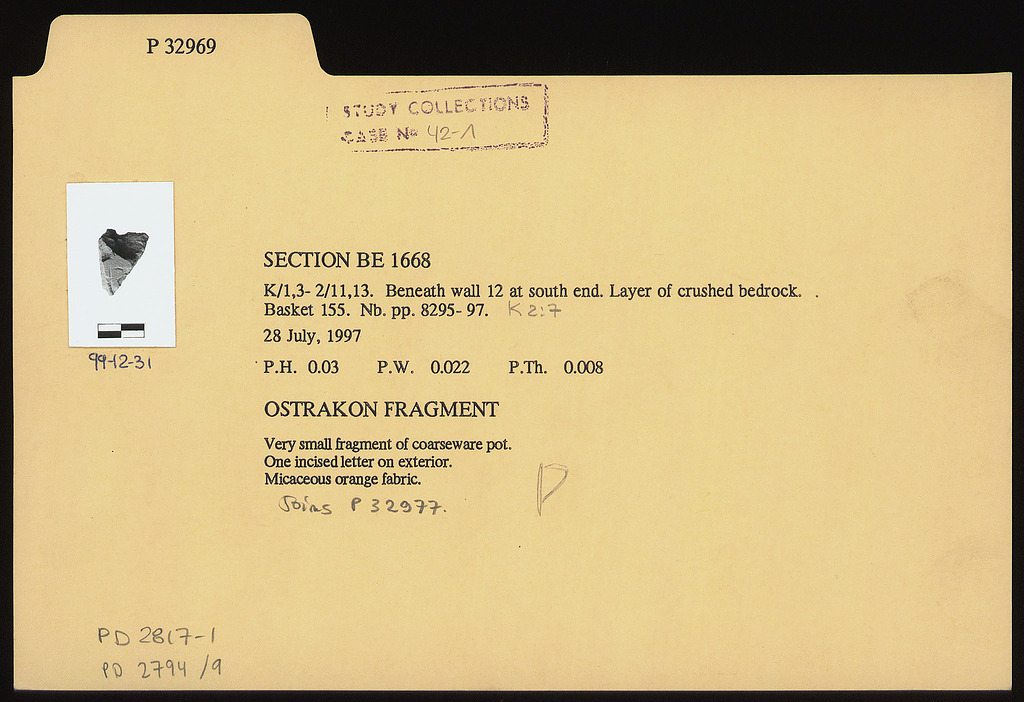 P 32969
STUDY COLLECTIONS
CASE No 42-1
SECTION BE 1668
K/1,3- 2/11,13. Beneath wall 12 at south end. Layer of crushed bedrock. .
Basket 155. Nb. pp. 8295- 97. K 2:7
28 July, 1997
99-12-31
P.H. 0.03 P.W. 0.022 P.Th. 0.008
OSTRAKON FRAGMENT
Very small fragment of coarseware pot.
One incised letter on exterior.
Micaceous orange fabric.
Joins P 32977.
PD 2817-1
PD 2794/9